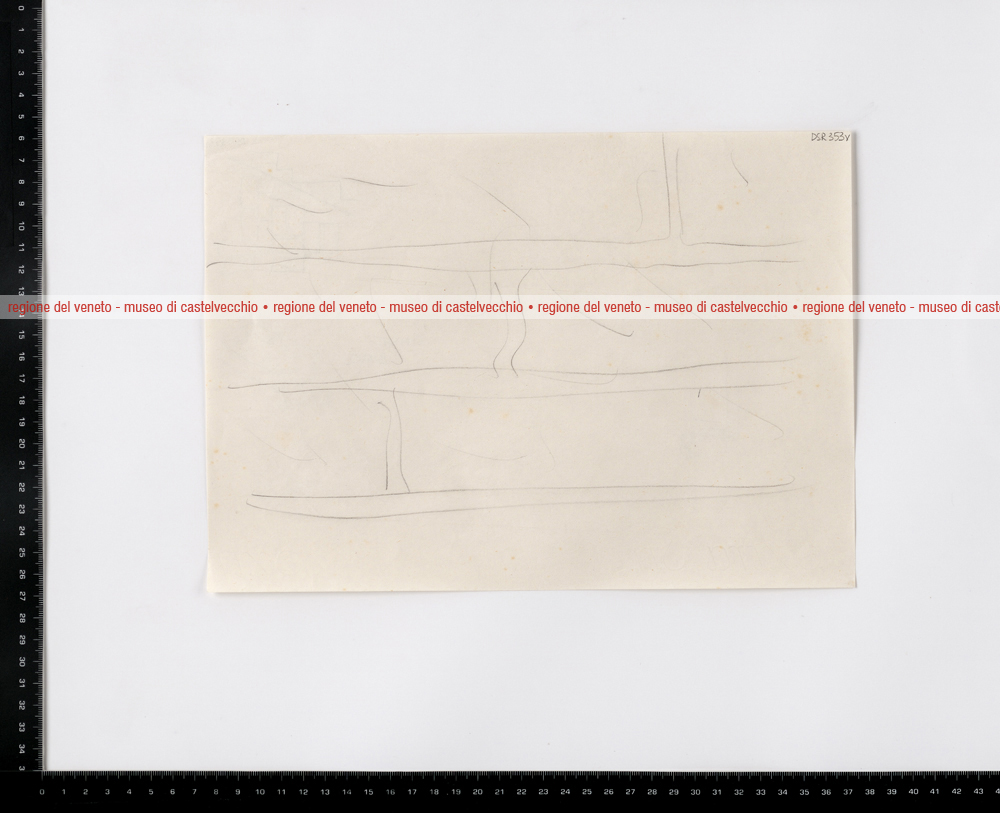 DSR 353v
regione del veneto - museo di castelvecchio • regione del veneto - museo di castelvecchio • regione del veneto - museo di castelvecchio • regione del veneto - museo di cast
0 1 2 3 4 5 6 7 8 9 10 11 12 13 15 16 17 18 19 20 21 22 23 24 25 26 27 28 29 30 31 32 33 34 3
0 1 2 3 4 5 6 7 8 9 10 11 12 13 14 15 16 17 18 19 20 21 22 23 24 25 26 27 28 29 30 31 32 33 34 35 36 37 38 39 40 41 42 43 4